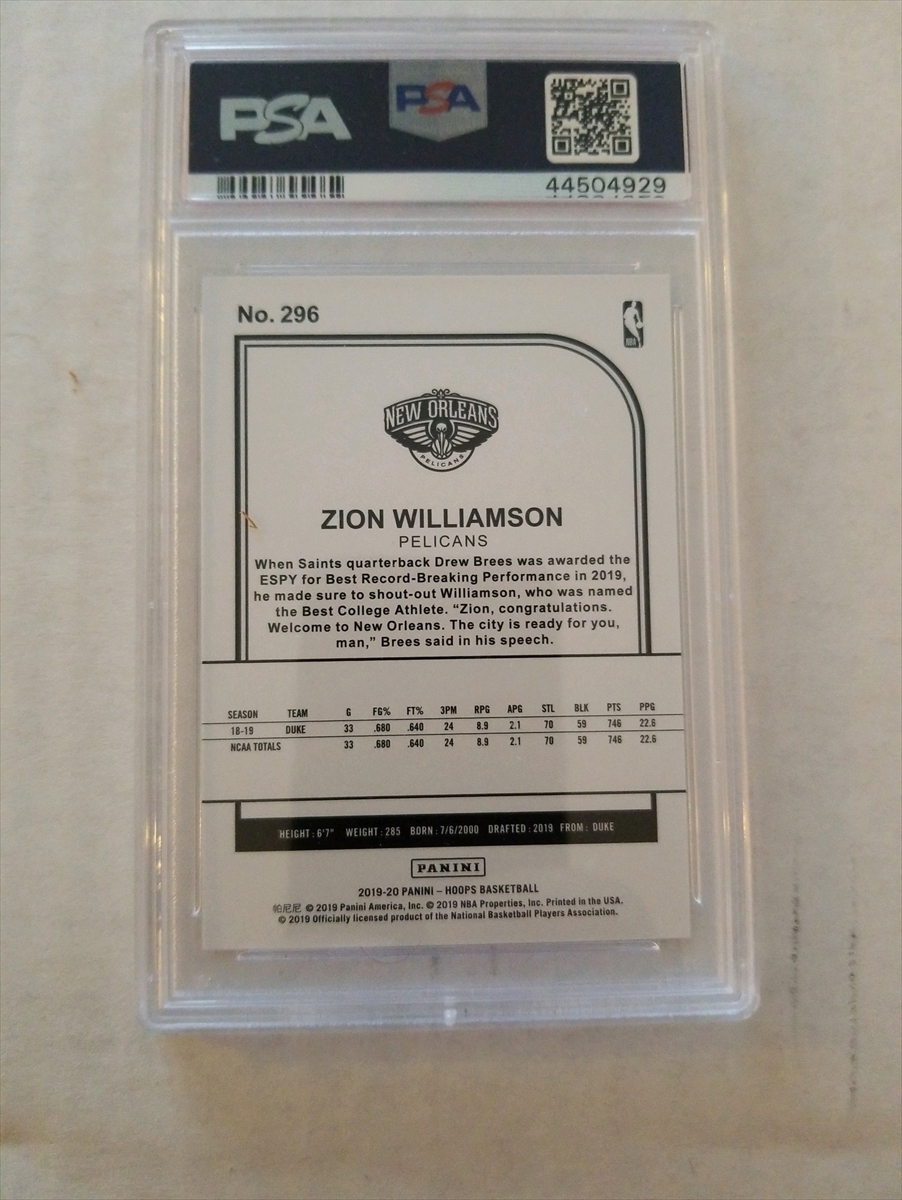 PSA
PSA
44504929
No. 296
NBA
NEW ORLEANS
PELICANS
ZION WILLIAMSON
PELICANS
When Saints quarterback Drew Brees was awarded the
ESPY for Best Record-Breaking Performance in 2019,
he made sure to shout-out Williamson, who was named
the Best College Athlete. “Zion, congratulations.
Welcome to New Orleans. The city is ready for you,
man,” Brees said in his speech.
SEASON TEAM G FG% FT% 3PM RPG APG STL BLK PTS PPG
18-19 DUKE 33 .680 .640 24 8.9 2.1 70 59 746 22.6
NCAA TOTALS 33 .680 .640 24 8.9 2.1 70 59 746 22.6
HEIGHT: 6'7" WEIGHT: 285 BORN: 7/6/2000 DRAFTED: 2019 FROM: DUKE
PANINI
2019-20 PANINI – HOOPS BASKETBALL
帕尼尼 © 2019 Panini America, Inc. © 2019 NBA Properties, Inc. Printed in the USA.
© 2019 Officially licensed product of the National Basketball Players Association.